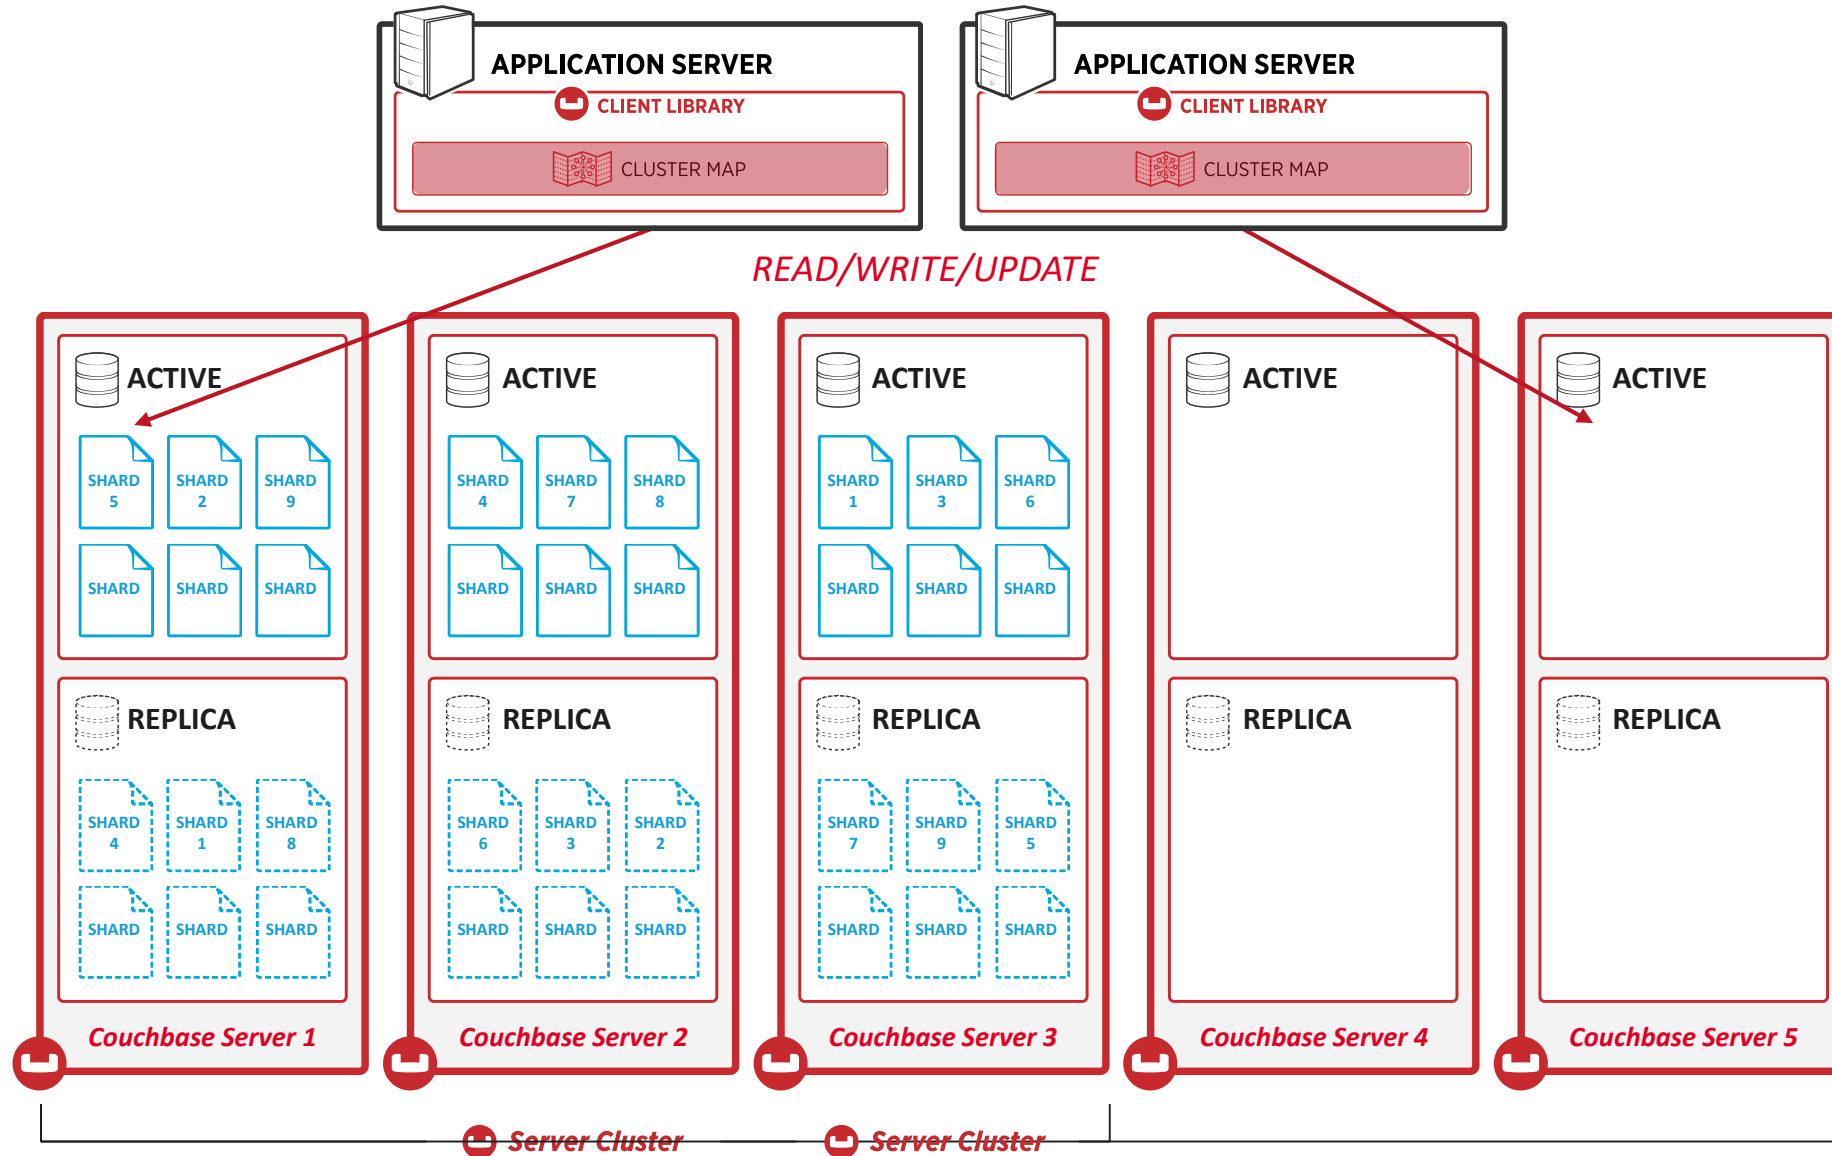 APPLICATION SERVER
CLIENT LIBRARY
CLUSTER MAP
APPLICATION SERVER
CLIENT LIBRARY
CLUSTER MAP
READ/WRITE/UPDATE
ACTIVE
SHARD 5
SHARD 2
SHARD 9
SHARD
SHARD
SHARD
REPLICA
SHARD 4
SHARD 1
SHARD 8
SHARD
SHARD
SHARD
Couchbase Server 1
ACTIVE
SHARD 4
SHARD 7
SHARD 8
SHARD
SHARD
SHARD
REPLICA
SHARD 6
SHARD 3
SHARD 2
SHARD
SHARD
SHARD
Couchbase Server 2
ACTIVE
SHARD 1
SHARD 3
SHARD 6
SHARD
SHARD
SHARD
REPLICA
SHARD 7
SHARD 9
SHARD 5
SHARD
SHARD
SHARD
Couchbase Server 3
ACTIVE
REPLICA
Couchbase Server 4
ACTIVE
REPLICA
Couchbase Server 5
Server Cluster
Server Cluster